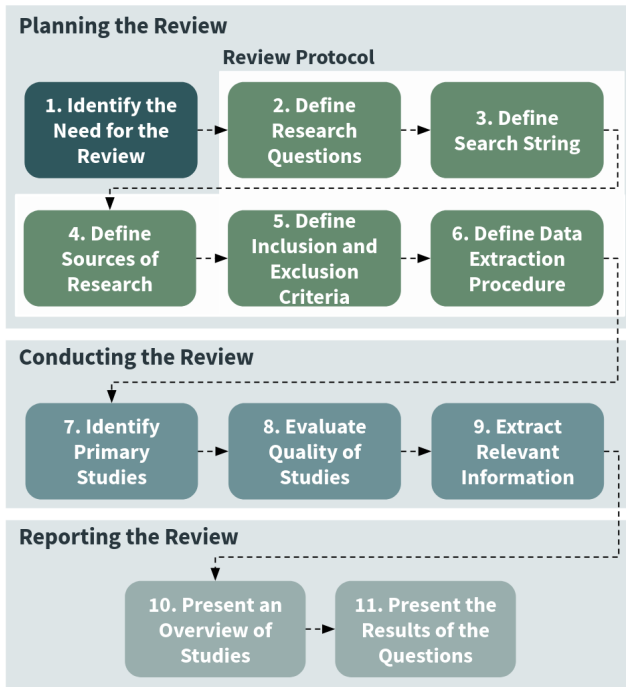 Planning the Review
Review Protocol
1. Identify the
Need for the
Review
2. Define
Research
Questions
3. Define
Search String
4. Define
Sources of
Research
5. Define
Inclusion and
Exclusion
Criteria
6. Define Data
Extraction
Procedure
Conducting the Review
7. Identify
Primary
Studies
8. Evaluate
Quality of
Studies
9. Extract
Relevant
Information
Reporting the Review
10. Present an
Overview of
Studies
11. Present the
Results of the
Questions